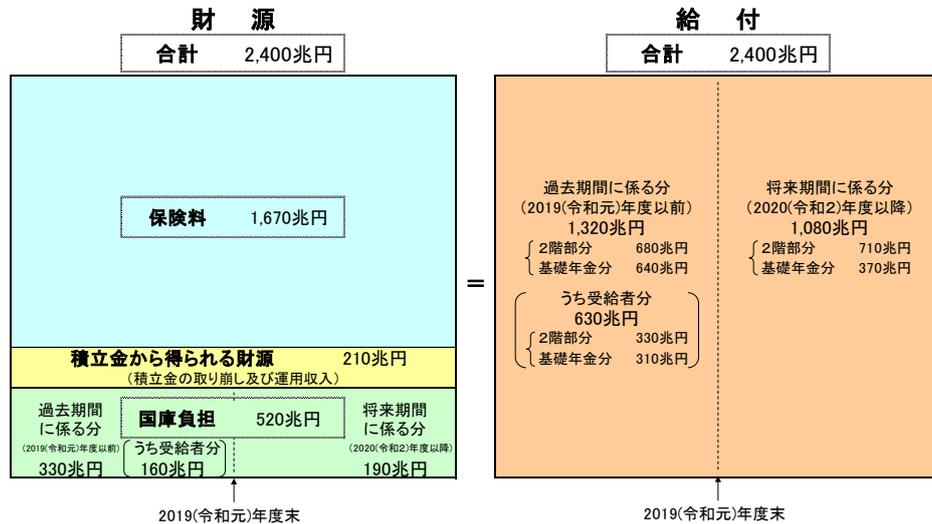 財　源
合計　2,400兆円
保険料　1,670兆円
積立金から得られる財源　210兆円
（積立金の取り崩し及び運用収入）
国庫負担　520兆円
過去期間
に係る分
（2019(令和元)年度以前）
330兆円
うち受給者分
160兆円
将来期間
に係る分
（2020(令和2)年度以降）
190兆円
2019(令和元)年度末
＝
給　付
合計　2,400兆円
過去期間に係る分
（2019(令和元)年度以前）
1,320兆円
２階部分　680兆円
基礎年金分　640兆円
うち受給者分
630兆円
２階部分　330兆円
基礎年金分　310兆円
将来期間に係る分
（2020(令和２)年度以降）
1,080兆円
２階部分　710兆円
基礎年金分　370兆円
2019(令和元)年度末